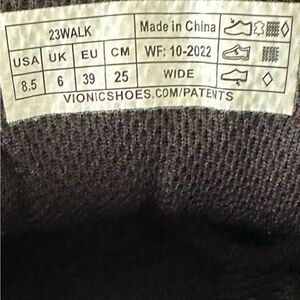 23WALK
Made in China
USA UK EU CM
WF: 10-2022
8.5 6 39 25
WIDE
VIONICSHOES.COM/PATENTS